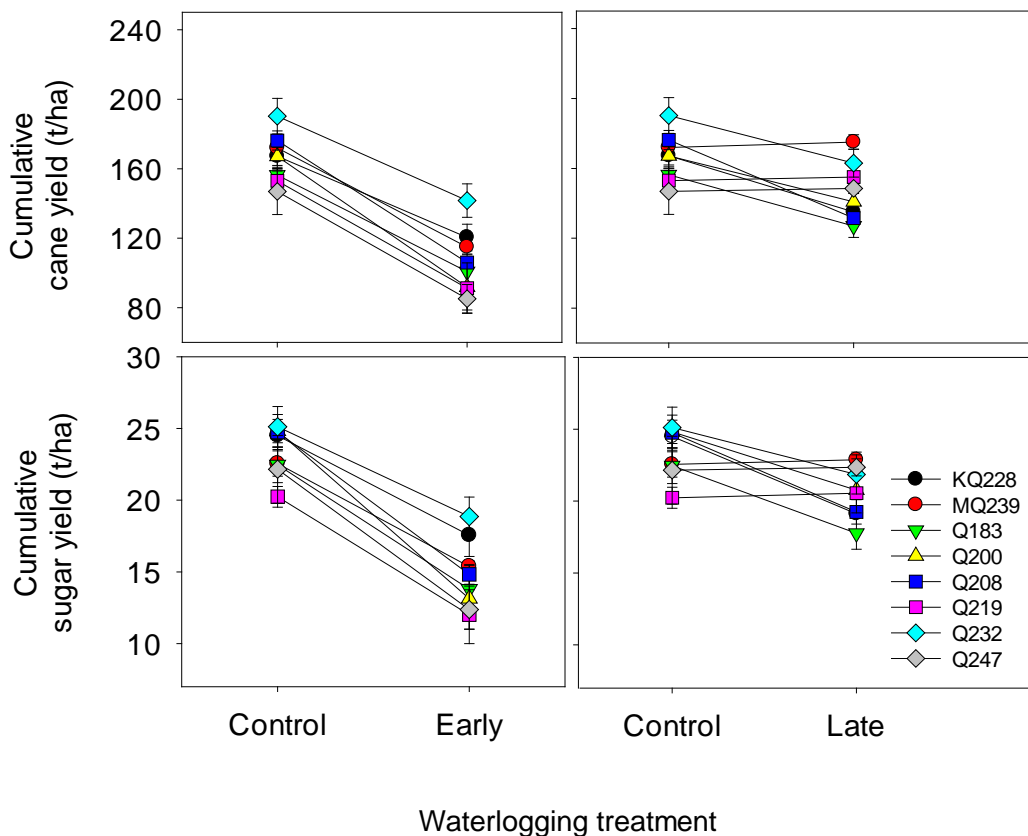 Cumulative
cane yield (t/ha)
240
200
160
120
80
Cumulative
sugar yield (t/ha)
30
25
20
15
10
KQ228
MQ239
Q183
Q200
Q208
Q219
Q232
Q247
Control
Early
Control
Late
Waterlogging treatment